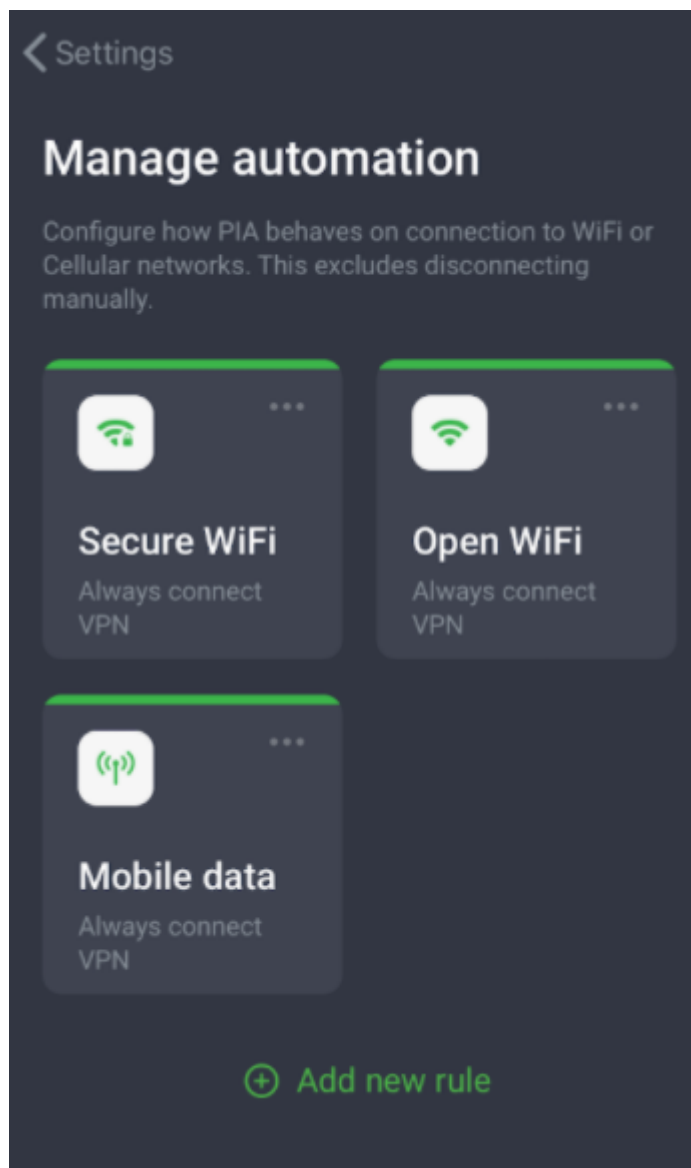 Settings
Manage automation
Configure how PIA behaves on connection to WiFi or
Cellular networks. This excludes disconnecting
manually.
Secure WiFi
Always connect
VPN
Open WiFi
Always connect
VPN
Mobile data
Always connect
VPN
Add new rule